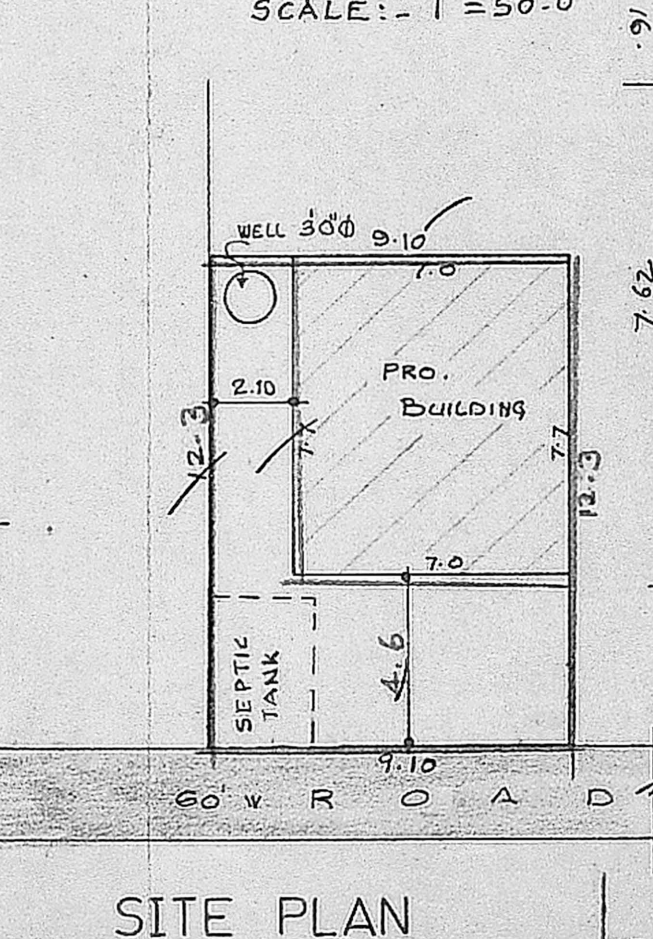 SCALE:- 1 = 50-0
.91
WELL 3'0"Φ
9.10
7.0
7.62
2.10
PRO.
BUILDING
12.3
7.7
7.7
12.3
7.0
SEPTIC
TANK
4.6
9.10
60' W ROAD
SITE PLAN